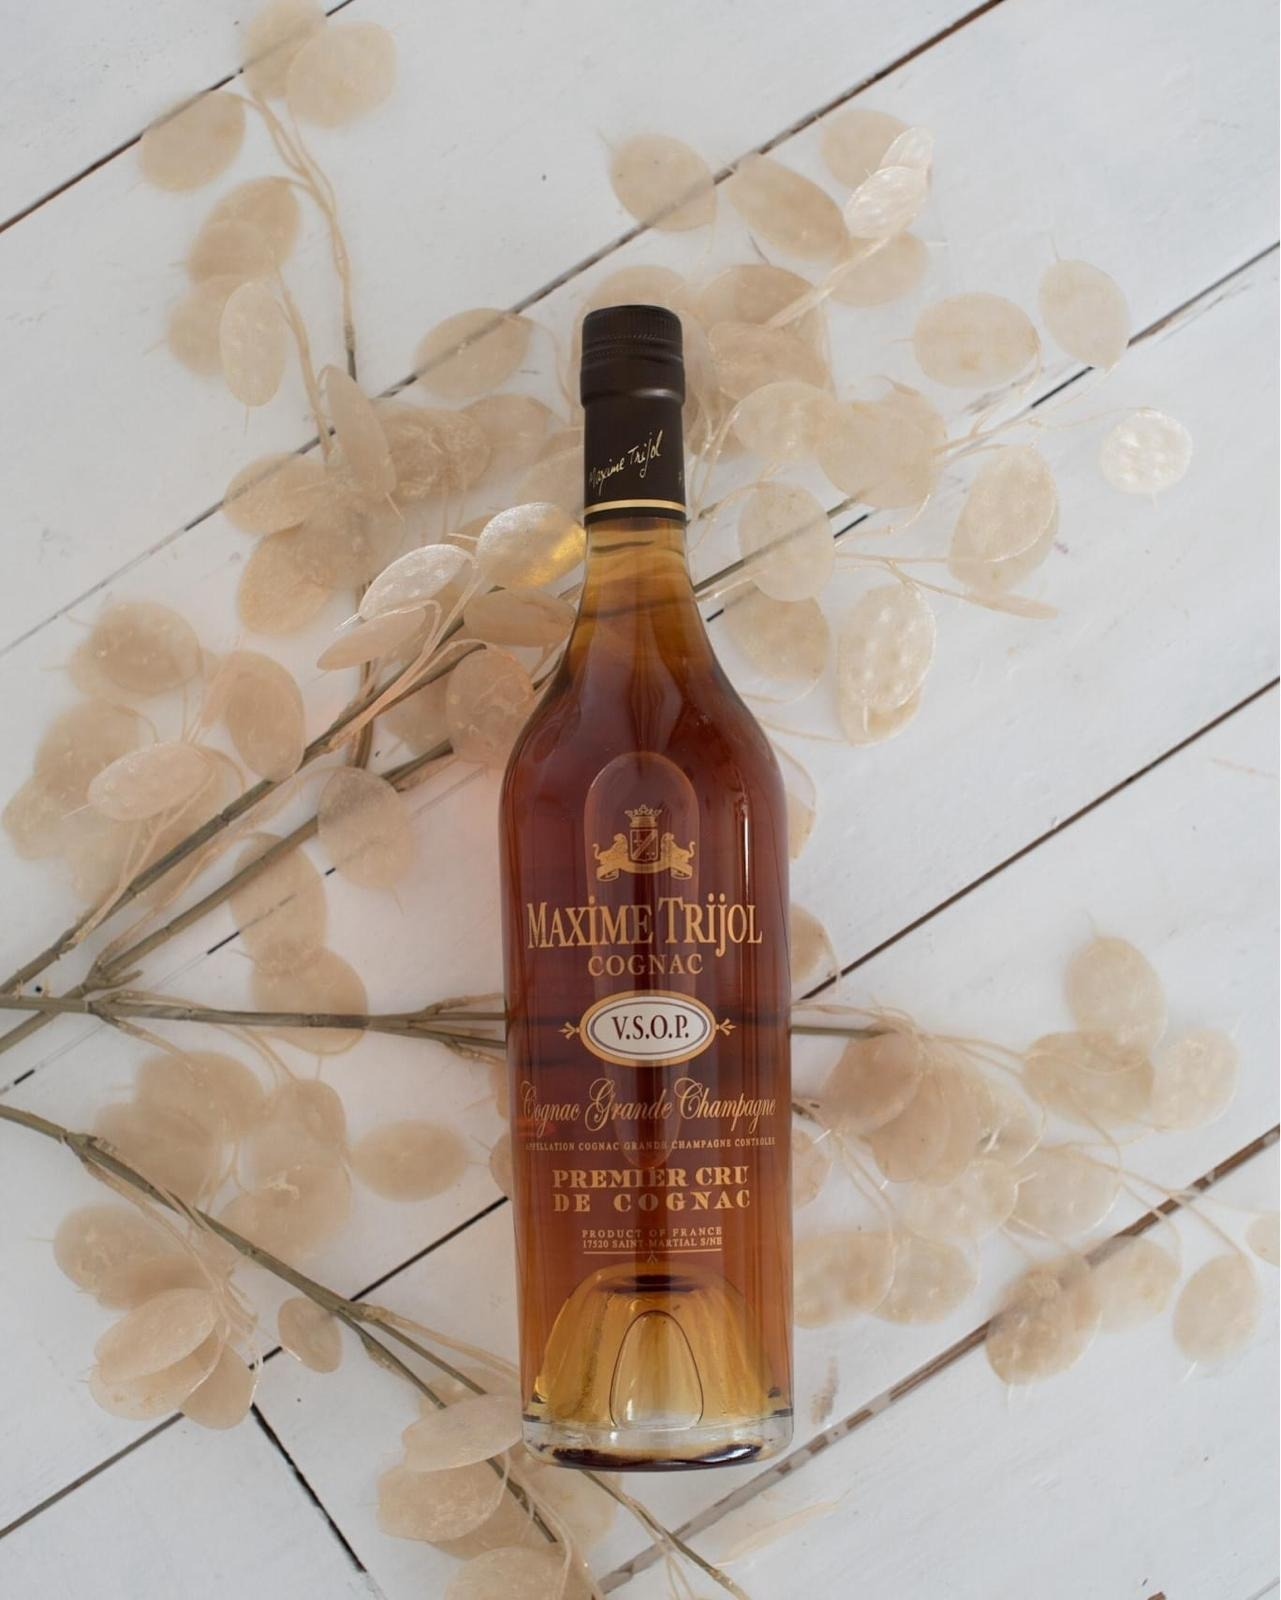 Maxime Trijol
MAXIME TRIJOL
COGNAC
V.S.O.P.
Cognac Grande Champagne
APPELLATION COGNAC GRANDE CHAMPAGNE CONTROLEE
PREMIER CRU
DE COGNAC
PRODUCT OF FRANCE
17520 SAINT-MARTIAL S/NE